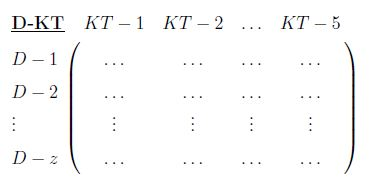 D-KT KT − 1 KT − 2 … KT − 5
D − 1 … … … …
D − 2 … … … …
⋮ ⋮ ⋮ ⋮ ⋮
D − z … … … …